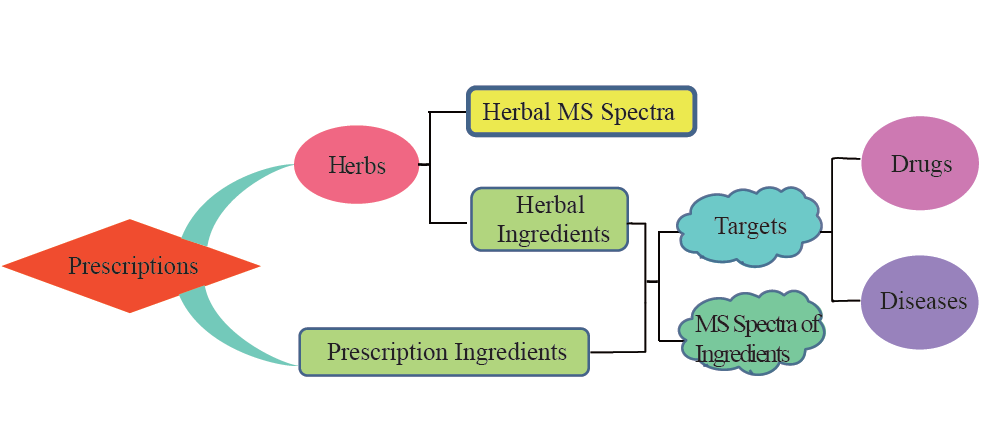 Prescriptions
Herbs
Herbal MS Spectra
Herbal
Ingredients
Prescription Ingredients
Targets
MS Spectra of
Ingredients
Drugs
Diseases